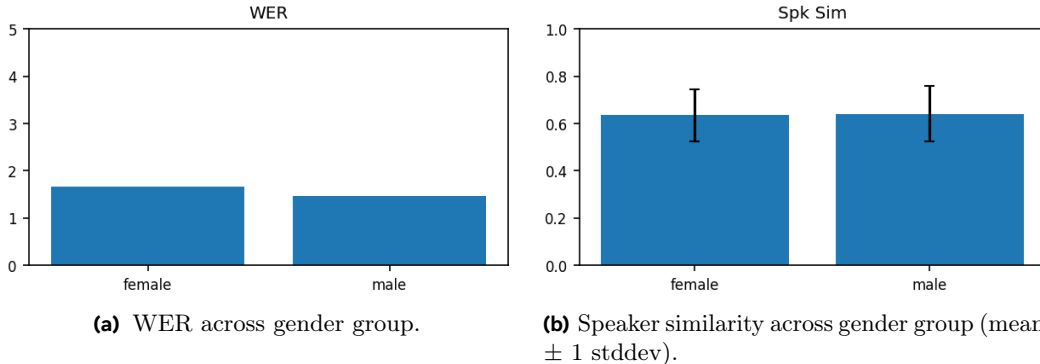 WER
5
4
3
2
1
0
female male
(a) WER across gender group.
Spk Sim
1.0
0.8
0.6
0.4
0.2
0.0
female male
(b) Speaker similarity across gender group (mean
± 1 stddev).